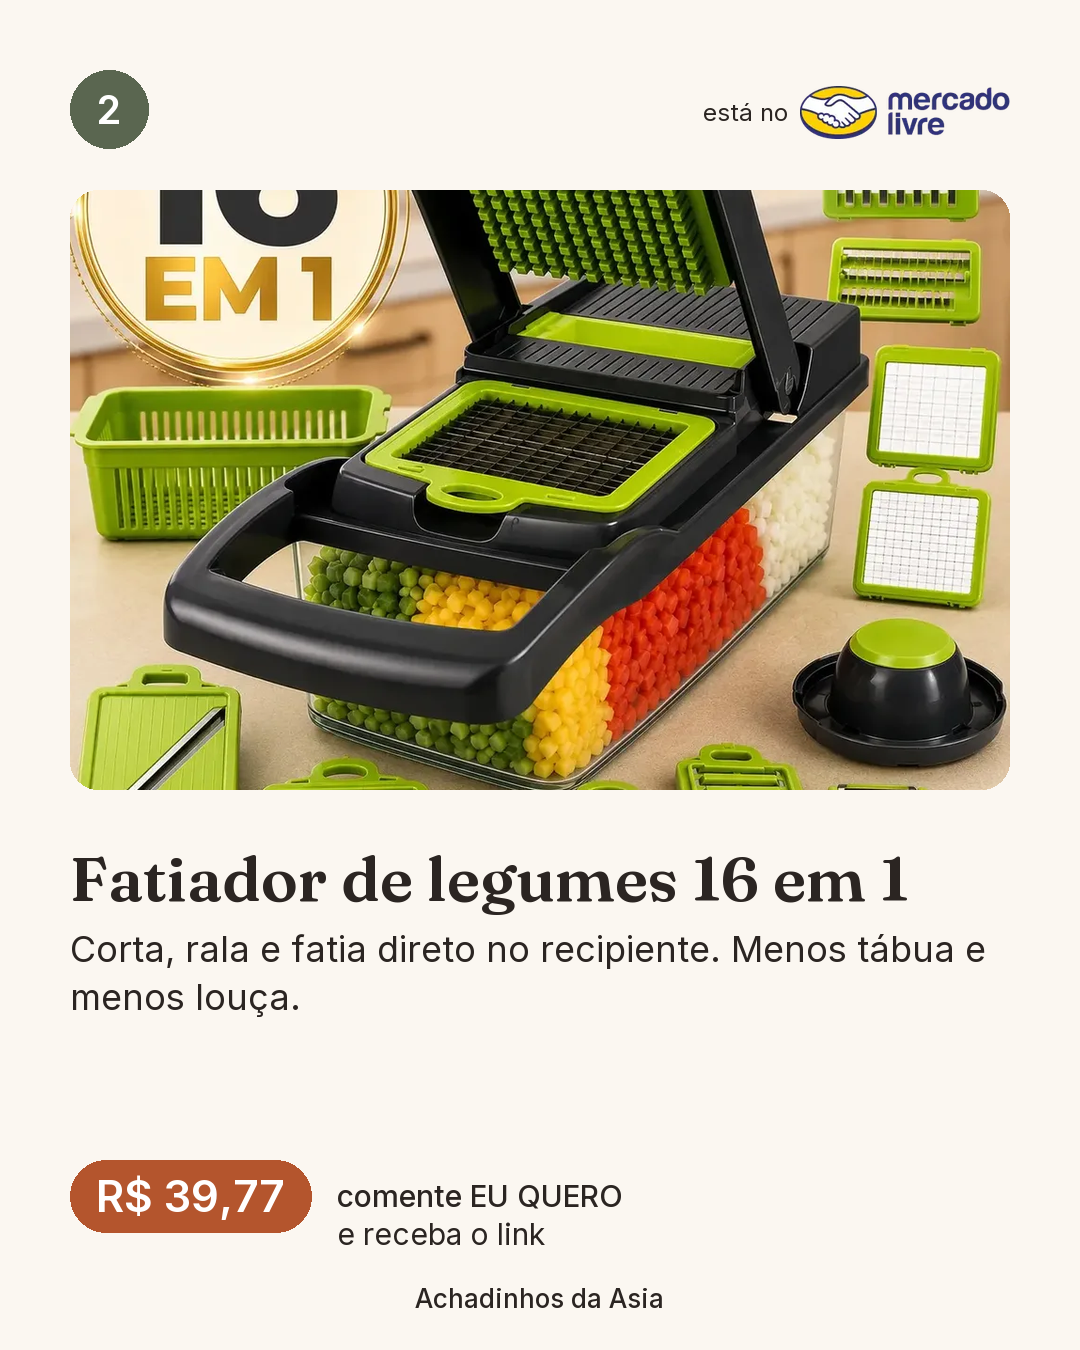 2
está no
mercado
livre
16
EM 1
Fatiador de legumes 16 em 1
Corta, rala e fatia direto no recipiente. Menos tábua e
menos louça.
R$ 39,77
comente EU QUERO
e receba o link
Achadinhos da Asia